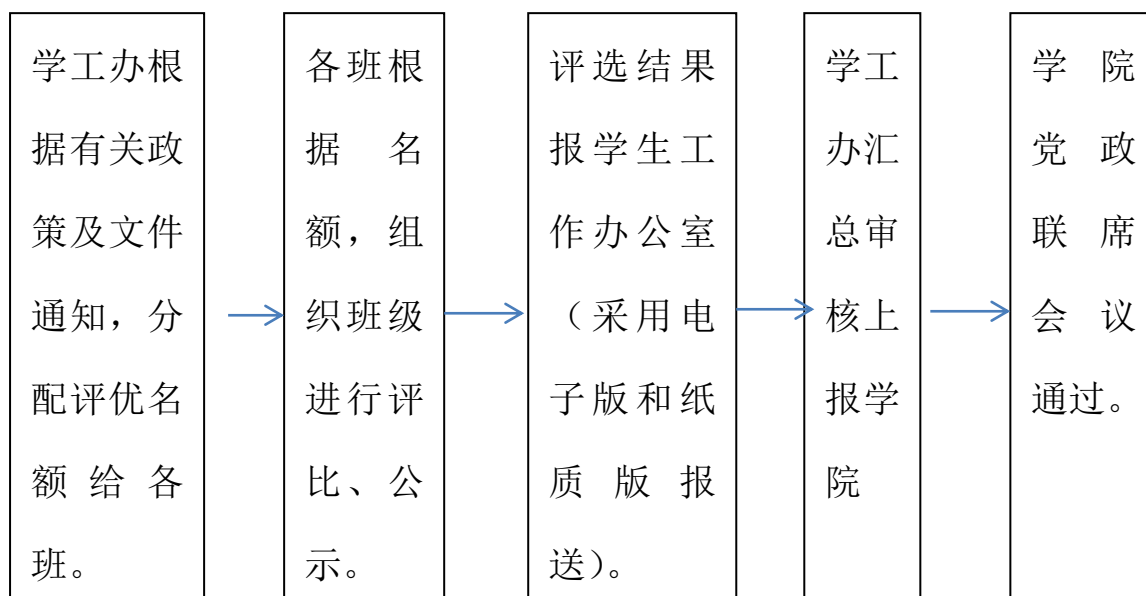 学工办根
据有关政
策及文件
通知，分
配评优名
额给各
班。
各班根
据名
额，组
织班级
进行评
比、公
示。
评选结果
报学生工
作办公室
（采用电
子版和纸
质版报
送）。
学工
办汇
总审
核上
报学
院
学院
党政
联席
会议
通过。